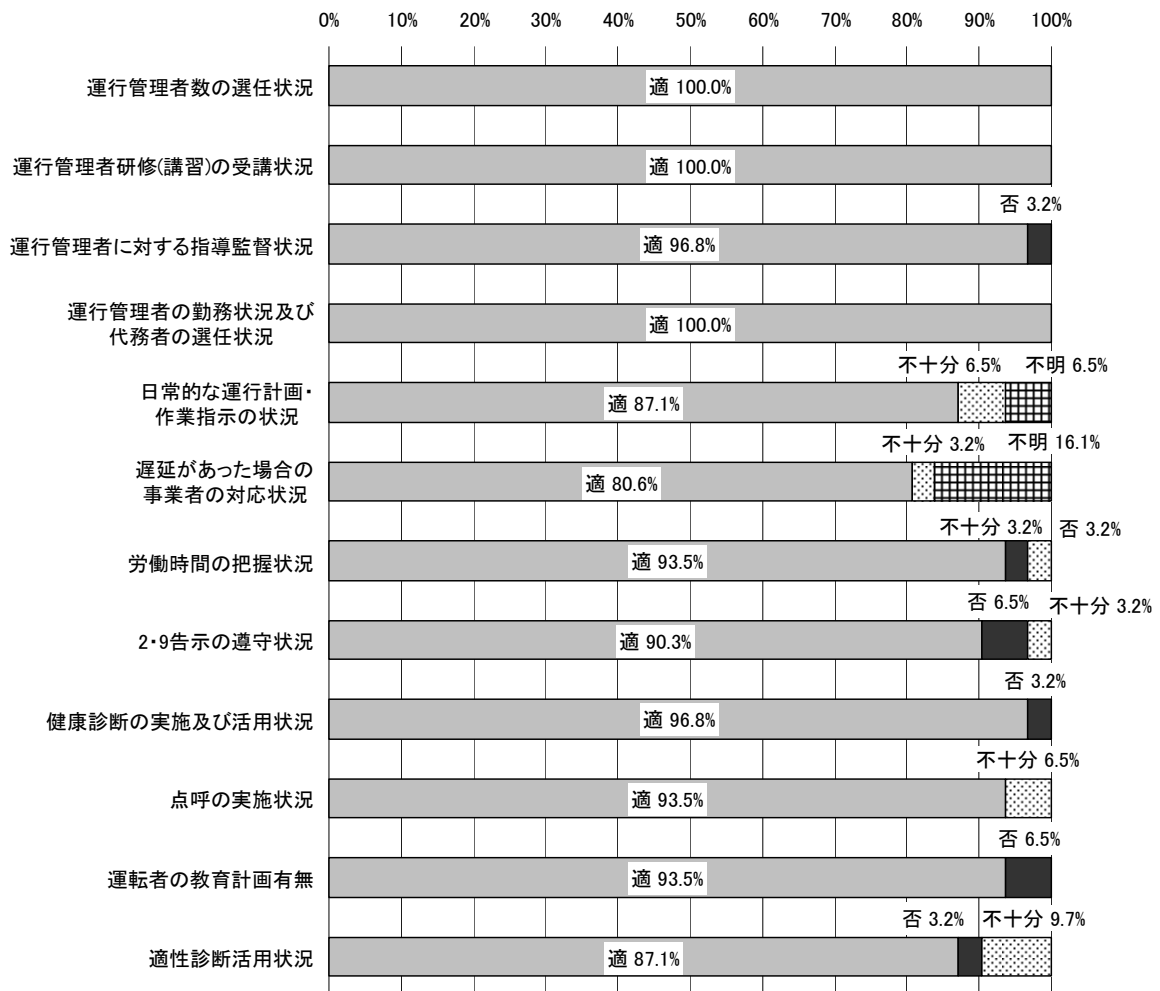 0% 10% 20% 30% 40% 50% 60% 70% 80% 90% 100%
運行管理者数の選任状況
適 100.0%
運行管理者研修(講習)の受講状況
適 100.0%
否 3.2%
運行管理者に対する指導監督状況
適 96.8%
運行管理者の勤務状況及び
代務者の選任状況
適 100.0%
不十分 6.5% 不明 6.5%
日常的な運行計画・
作業指示の状況
適 87.1%
不十分 3.2% 不明 16.1%
遅延があった場合の
事業者の対応状況
適 80.6%
不十分 3.2% 否 3.2%
労働時間の把握状況
適 93.5%
否 6.5% 不十分 3.2%
2・9告示の遵守状況
適 90.3%
否 3.2%
健康診断の実施及び活用状況
適 96.8%
不十分 6.5%
点呼の実施状況
適 93.5%
否 6.5%
運転者の教育計画有無
適 93.5%
否 3.2% 不十分 9.7%
適性診断活用状況
適 87.1%